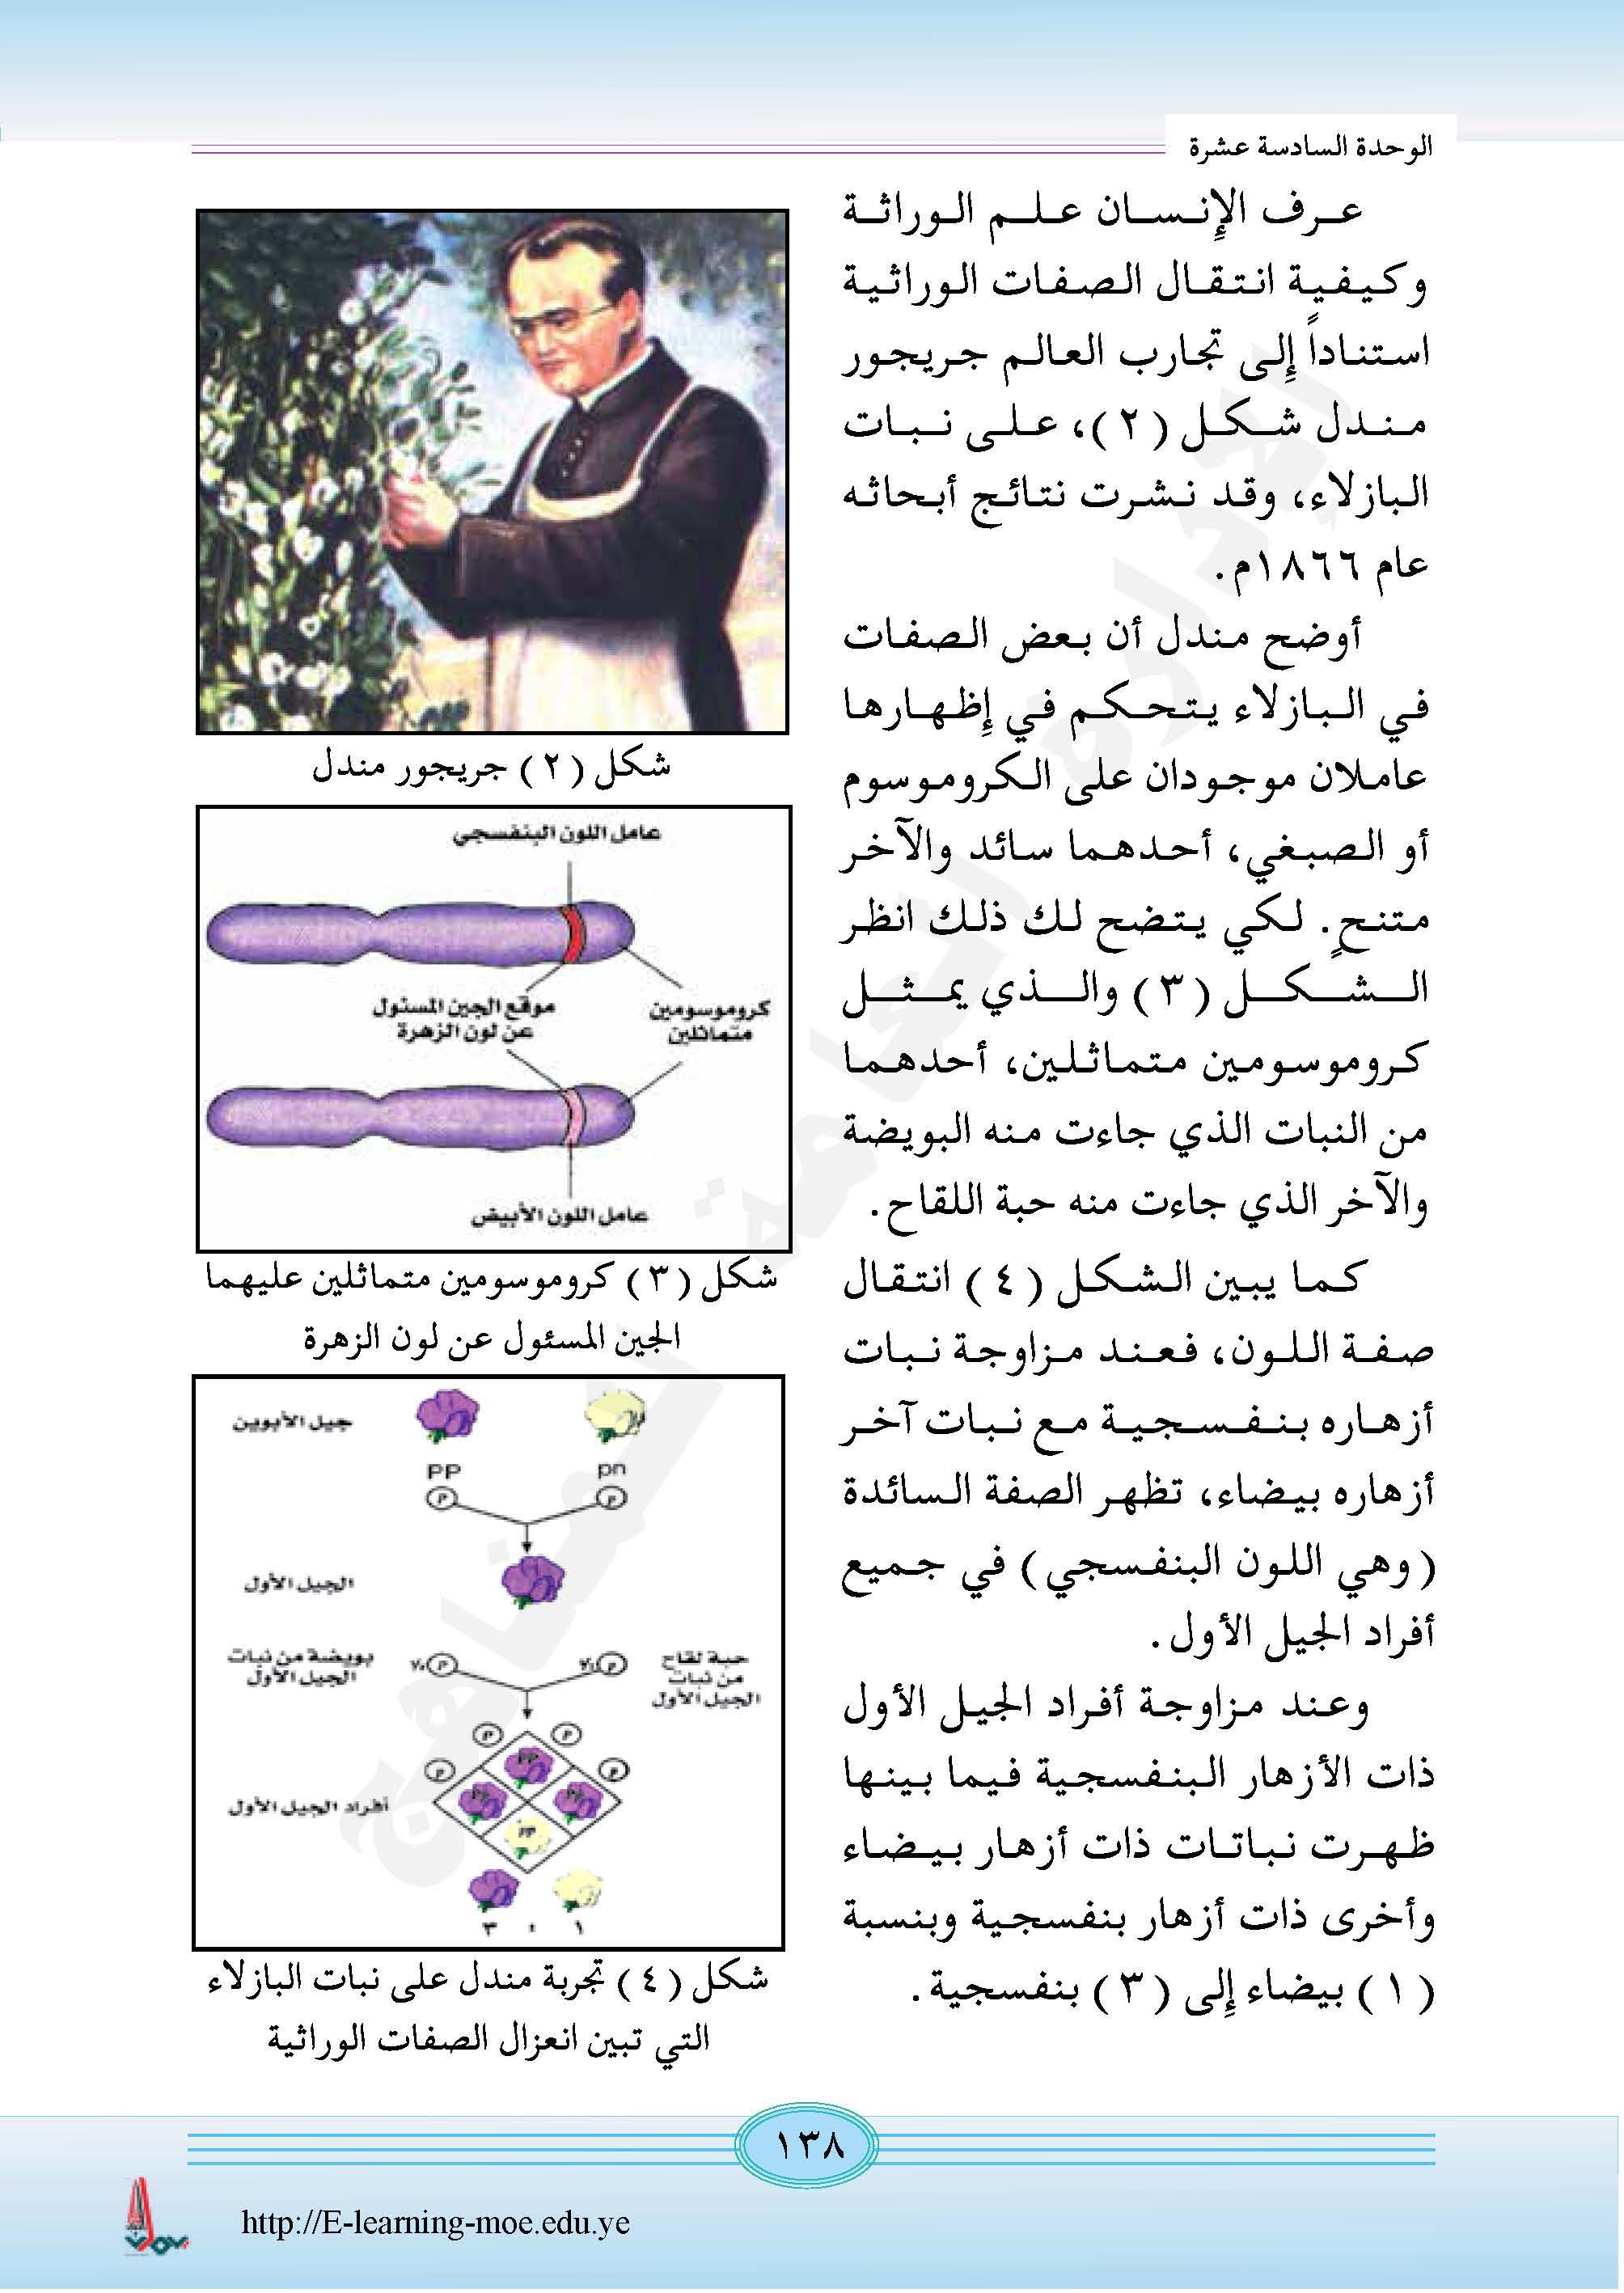 الوحدة السادسة عشرة
عرف الإنسان علم الوراثة
وكيفية انتقال الصفات الوراثية
استناداً إلى تجارب العالم جريجور
مندل شكل (٢)، على نبات
البازلاء، وقد نشرت نتائج أبحاثه
عام ١٨٦٦م.
أوضح مندل أن بعض الصفات
في البازلاء يتحكم في إظهارها
عاملان موجودان على الكروموسوم
أو الصبغي، أحدهما سائد والآخر
متنحٍ. لكي يتضح لك ذلك انظر
الشكل (٣) والذي يمثل
كروموسومين متماثلين، أحدهما
من النبات الذي جاءت منه البويضة
والآخر الذي جاءت منه حبة اللقاح.
كما يبين الشكل (٤) انتقال
صفة اللون، فعند مزاوجة نبات
أزهاره بنفسجية مع نبات آخر
أزهاره بيضاء، تظهر الصفة السائدة
(وهي اللون البنفسجي) في جميع
أفراد الجيل الأول.
وعند مزاوجة أفراد الجيل الأول
ذات الأزهار البنفسجية فيما بينها
ظهرت نباتات ذات أزهار بيضاء
وأخرى ذات أزهار بنفسجية وبنسبة
(١) بيضاء إلى (٣) بنفسجية.
شكل (٢) جريجور مندل
عامل اللون البنفسجي
موقع الجين المسئول
عن لون الزهرة
كروموسومين
متماثلين
عامل اللون الأبيض
شكل (٣) كروموسومين متماثلين عليهما
الجين المسئول عن لون الزهرة
جيل الأبوين
PP
pn
P
P
الجيل الأول
حبة لقاح
من نبات
الجيل الأول
بويضة من نبات
الجيل الأول
P
P
P
P
P
P
أفراد الجيل الأول
٣ : ١
شكل (٤) تجربة مندل على نبات البازلاء
التي تبين انعزال الصفات الوراثية
١٣٨
http://E-learning-moe.edu.ye
الإدارة العامة للمناهج